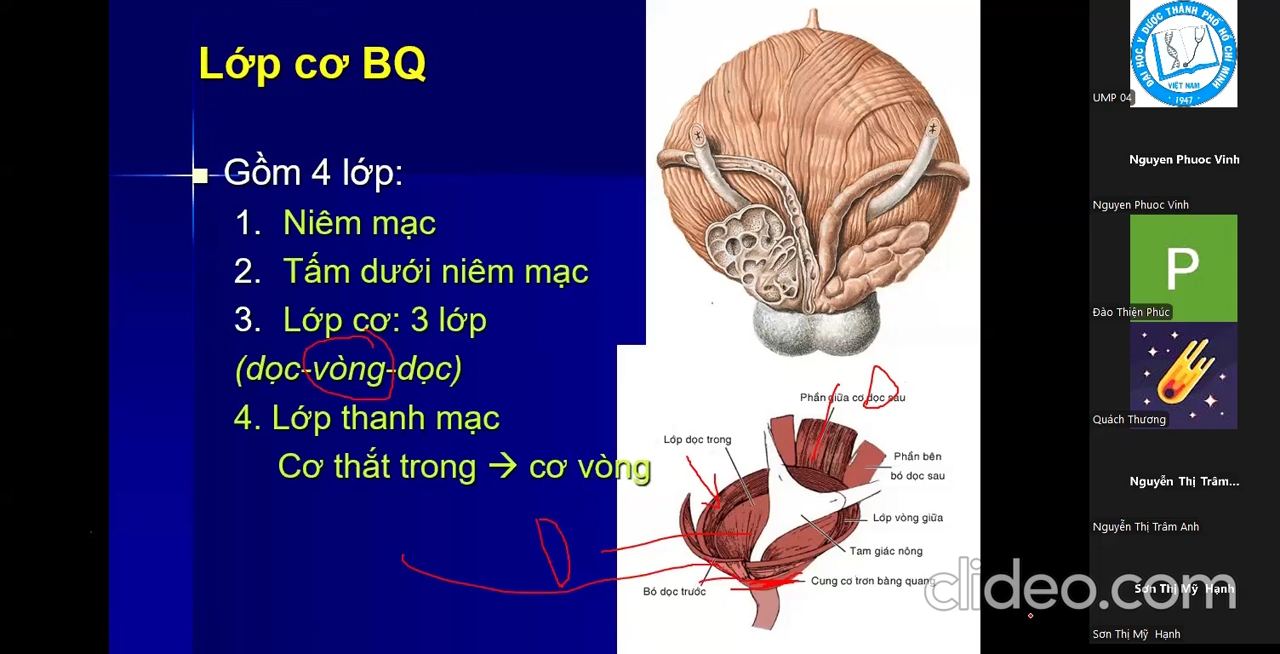 Lớp cơ BQ
Gồm 4 lớp:
1. Niêm mạc
2. Tấm dưới niêm mạc
3. Lớp cơ: 3 lớp
(dọc-vòng-dọc)
4. Lớp thanh mạc
Cơ thắt trong → cơ vòng
Phần giữa cơ dọc sau
Lớp dọc trong
Phần bên
bó dọc sau
Lớp vòng giữa
Tam giác nông
Cung cơ trơn bàng quang
Bó dọc trước
ĐẠI HỌC Y DƯỢC THÀNH PHỐ HỒ CHÍ MINH
VIỆT NAM
1947
UMP 04
Nguyen Phuoc Vinh
Nguyen Phuoc Vinh
P
Đào Thiện Phúc
Quách Thương
Nguyễn Thị Trâm...
Nguyễn Thị Trâm Anh
Sơn Thị Mỹ Hạnh
Sơn Thị Mỹ Hạnh
clideo.com